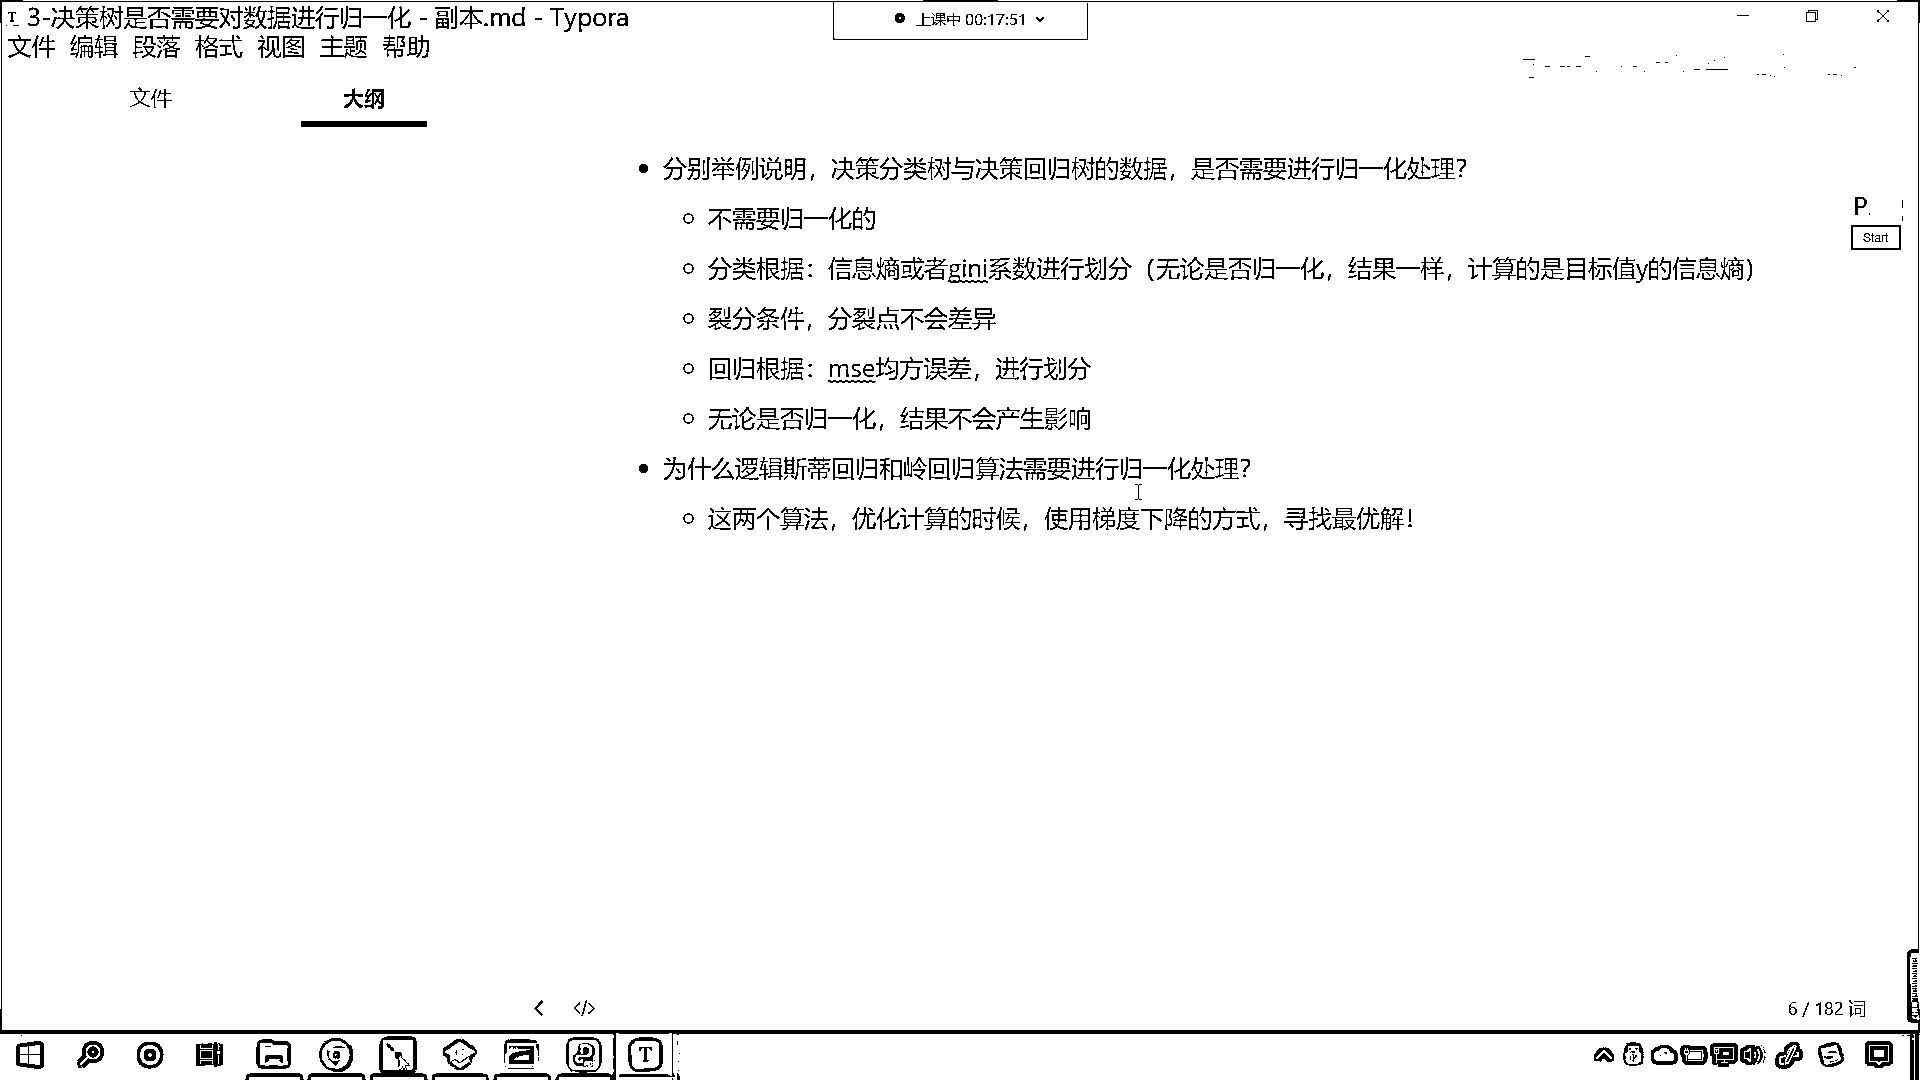 3-决策树是否需要对数据进行归一化 - 副本.md - Typora
上课中 00:17:51
文件 编辑 段落 格式 视图 主题 帮助
文件 大纲
分别举例说明，决策分类树与决策回归树的数据，是否需要进行归一化处理？
不需要归一化的
分类根据：信息熵或者gini系数进行划分（无论是否归一化，结果一样，计算的是目标值y的信息熵）
裂分条件，分裂点不会差异
回归根据：mse均方误差，进行划分
无论是否归一化，结果不会产生影响
为什么逻辑斯蒂回归和岭回归算法需要进行归一化处理？
这两个算法，优化计算的时候，使用梯度下降的方式，寻找最优解！
P
Start
6 / 182 词